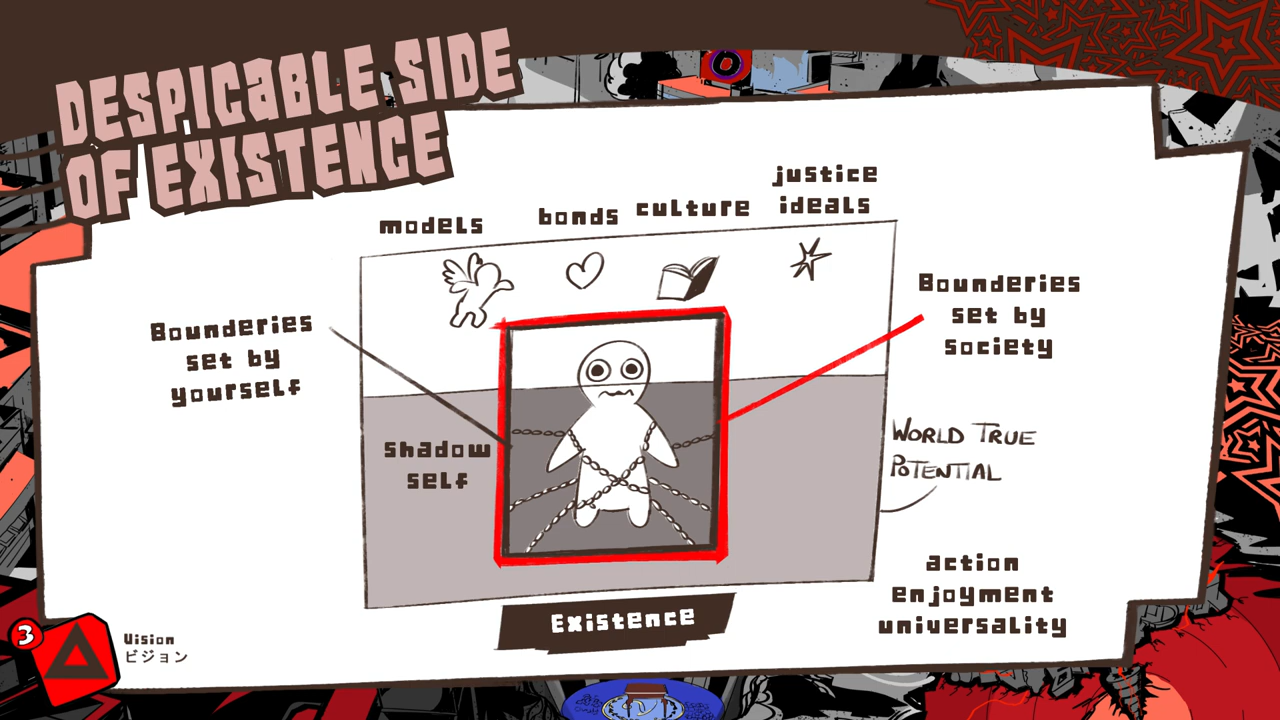 DESPICaBLE SIDE
OF EXISTENCE
justice
ideals
models
bonds
culture
Bounderies
set by
society
Bounderies
set by
yourself
WORLD TRUE
POTENTIAL
shadow
self
action
enjoyment
universality
Existence
3
Vision
ビジョン